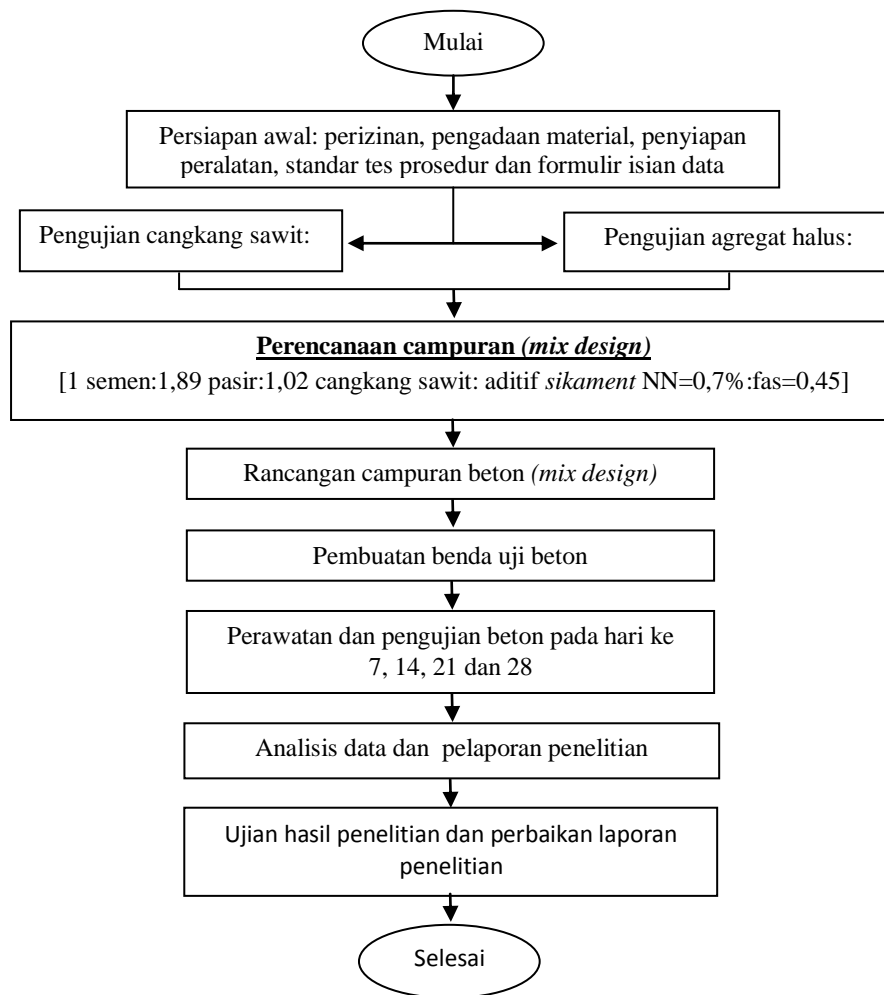 Mulai
Persiapan awal: perizinan, pengadaan material, penyiapan
peralatan, standar tes prosedur dan formulir isian data
Pengujian cangkang sawit:
Pengujian agregat halus:
Perencanaan campuran (mix design)
[1 semen:1,89 pasir:1,02 cangkang sawit: aditif sikament NN=0,7%:fas=0,45]
Rancangan campuran beton (mix design)
Pembuatan benda uji beton
Perawatan dan pengujian beton pada hari ke
7, 14, 21 dan 28
Analisis data dan  pelaporan penelitian
Ujian hasil penelitian dan perbaikan laporan
penelitian
Selesai